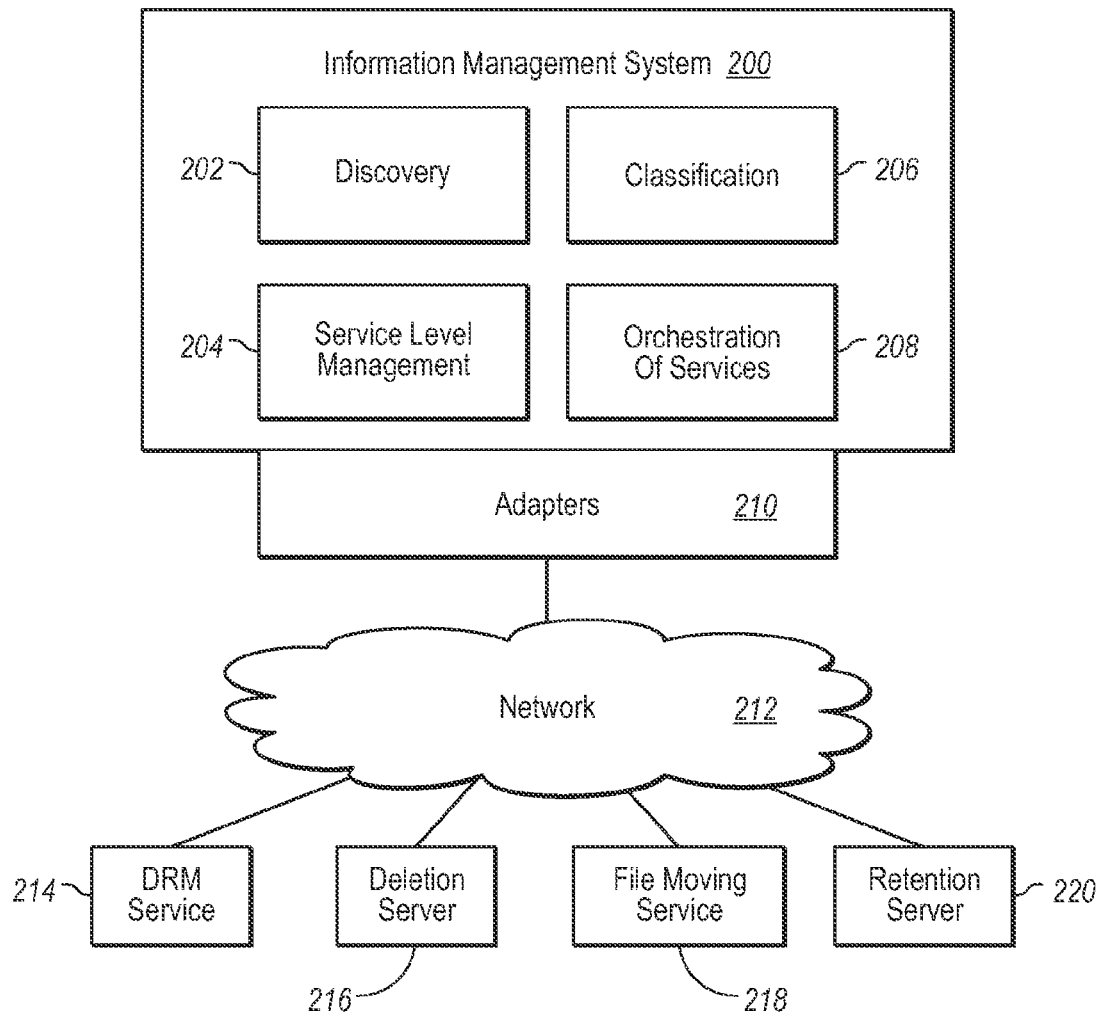 Information Management System 200
202
Discovery
Classification
206
204
Service Level
Management
Orchestration
Of Services
208
Adapters 210
Network 212
214
DRM
Service
Deletion
Server
File Moving
Service
Retention
Server
220
216
218